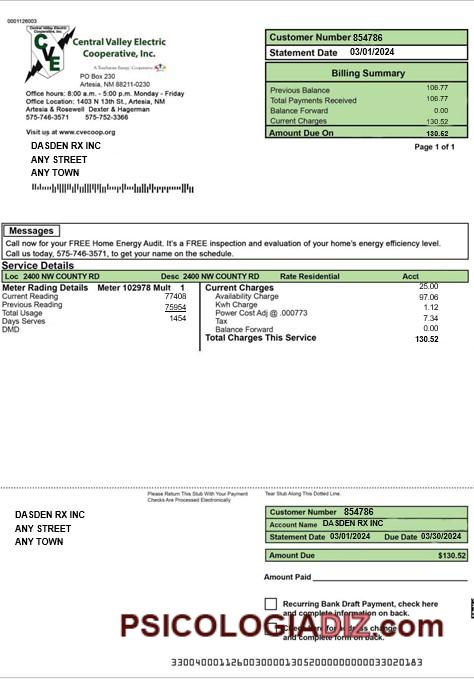 0001126003
Central Valley Electric
Cooperative, Inc.
A Touchstone Energy Cooperative
PO Box 230
Artesia, NM 88211-0230
Office hours: 8:00 a.m. - 5:00 p.m. Monday - Friday
Office Location: 1403 N 13th St., Artesia, NM
Artesia & Rosewell Dexter & Hagerman
575-746-3571 575-752-3366
Visit us at www.cvecoop.org
CVE
Customer Number 854786
Statement Date 03/01/2024
Billing Summary
Previous Balance 106.77
Total Payments Received 106.77
Balance Forward 0.00
Current Charges 130.52
Amount Due On 130.52
Page 1 of 1
DASDEN RX INC
ANY STREET
ANY TOWN
Messages
Call now for your FREE Home Energy Audit. It's a FREE inspection and evaluation of your home's energy efficiency level.
Call us today, 575-746-3571, to get your name on the schedule.
Service Details
Loc 2400 NW COUNTY RD Desc 2400 NW COUNTY RD Rate Residential Acct
Meter Rading Details Meter 102978 Mult 1
Current Reading 77408
Previous Reading 75954
Total Usage
Days Serves 1454
DMD
Current Charges 25.00
Availability Charge 97.06
Kwh Charge 1.12
Power Cost Adj @ .000773
Tax 7.34
Balance Forward 0.00
Total Charges This Service 130.52
Please Return This Stub With Your Payment
Checks Are Processed Electronically
Tear Stub Along This Dotted Line.
DASDEN RX INC
ANY STREET
ANY TOWN
Customer Number 854786
Account Name DASDEN RX INC
Statement Date 03/01/2024 Due Date 03/30/2024
Amount Due $130.52
Amount Paid
Recurring Bank Draft Payment, check here
and complete information on back.
Check here for address change
and complete form on back.
PSICOLOGIADIZ.com
33004000112600300001305200000000033020183